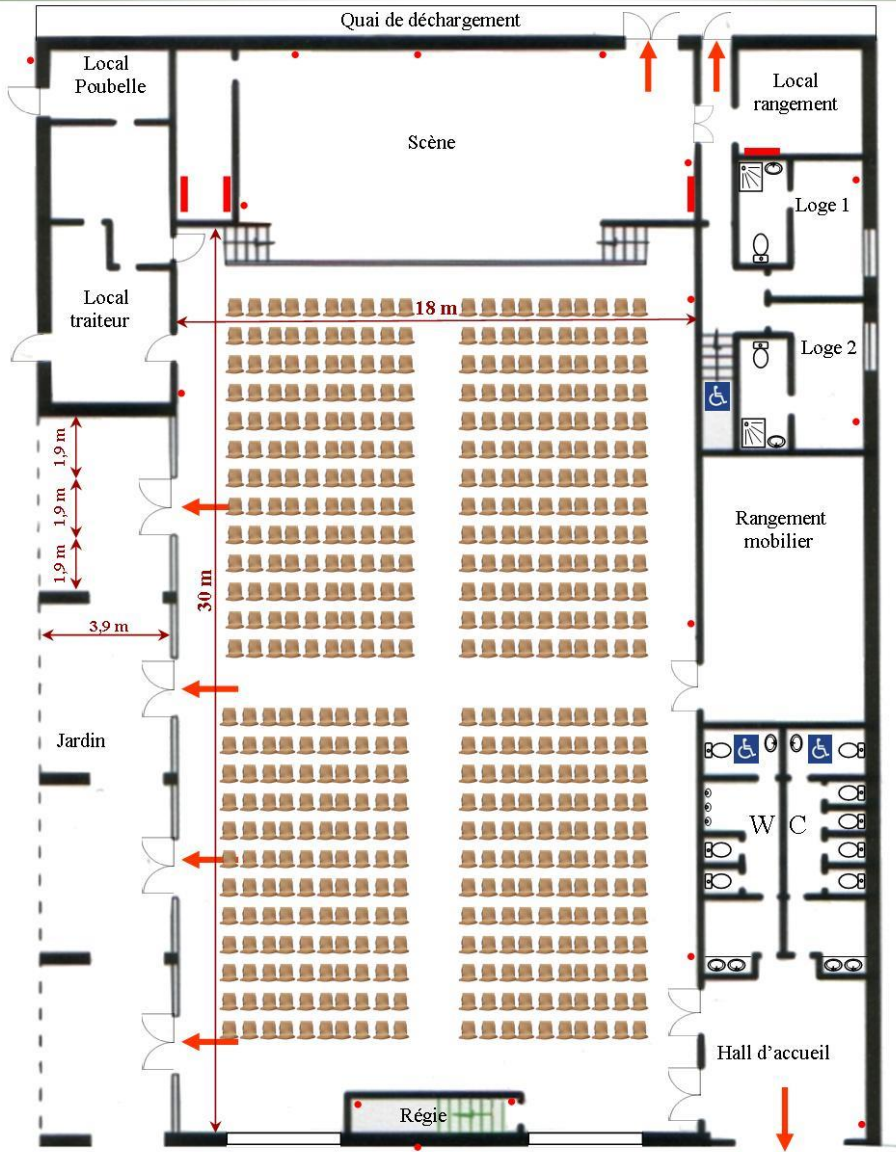 Quai de déchargement
Local
Poubelle
Scène
Local
rangement
Loge 1
Local
traiteur
18 m
Loge 2
1,9 m
1,9 m
1,9 m
30 m
Rangement
mobilier
3,9 m
Jardin
W C
Hall d’accueil
Régie